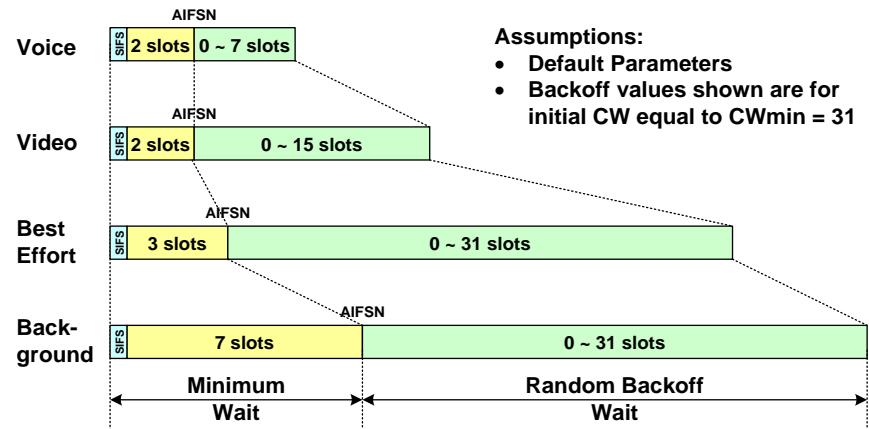 AIFSN
Voice
SIFS
2 slots
0 ~ 7 slots
Assumptions:
• Default Parameters
• Backoff values shown are for
initial CW equal to CWmin = 31
AIFSN
Video
SIFS
2 slots
0 ~ 15 slots
AIFSN
Best
Effort
SIFS
3 slots
0 ~ 31 slots
AIFSN
Back-
ground
SIFS
7 slots
0 ~ 31 slots
Minimum
Wait
Random Backoff
Wait